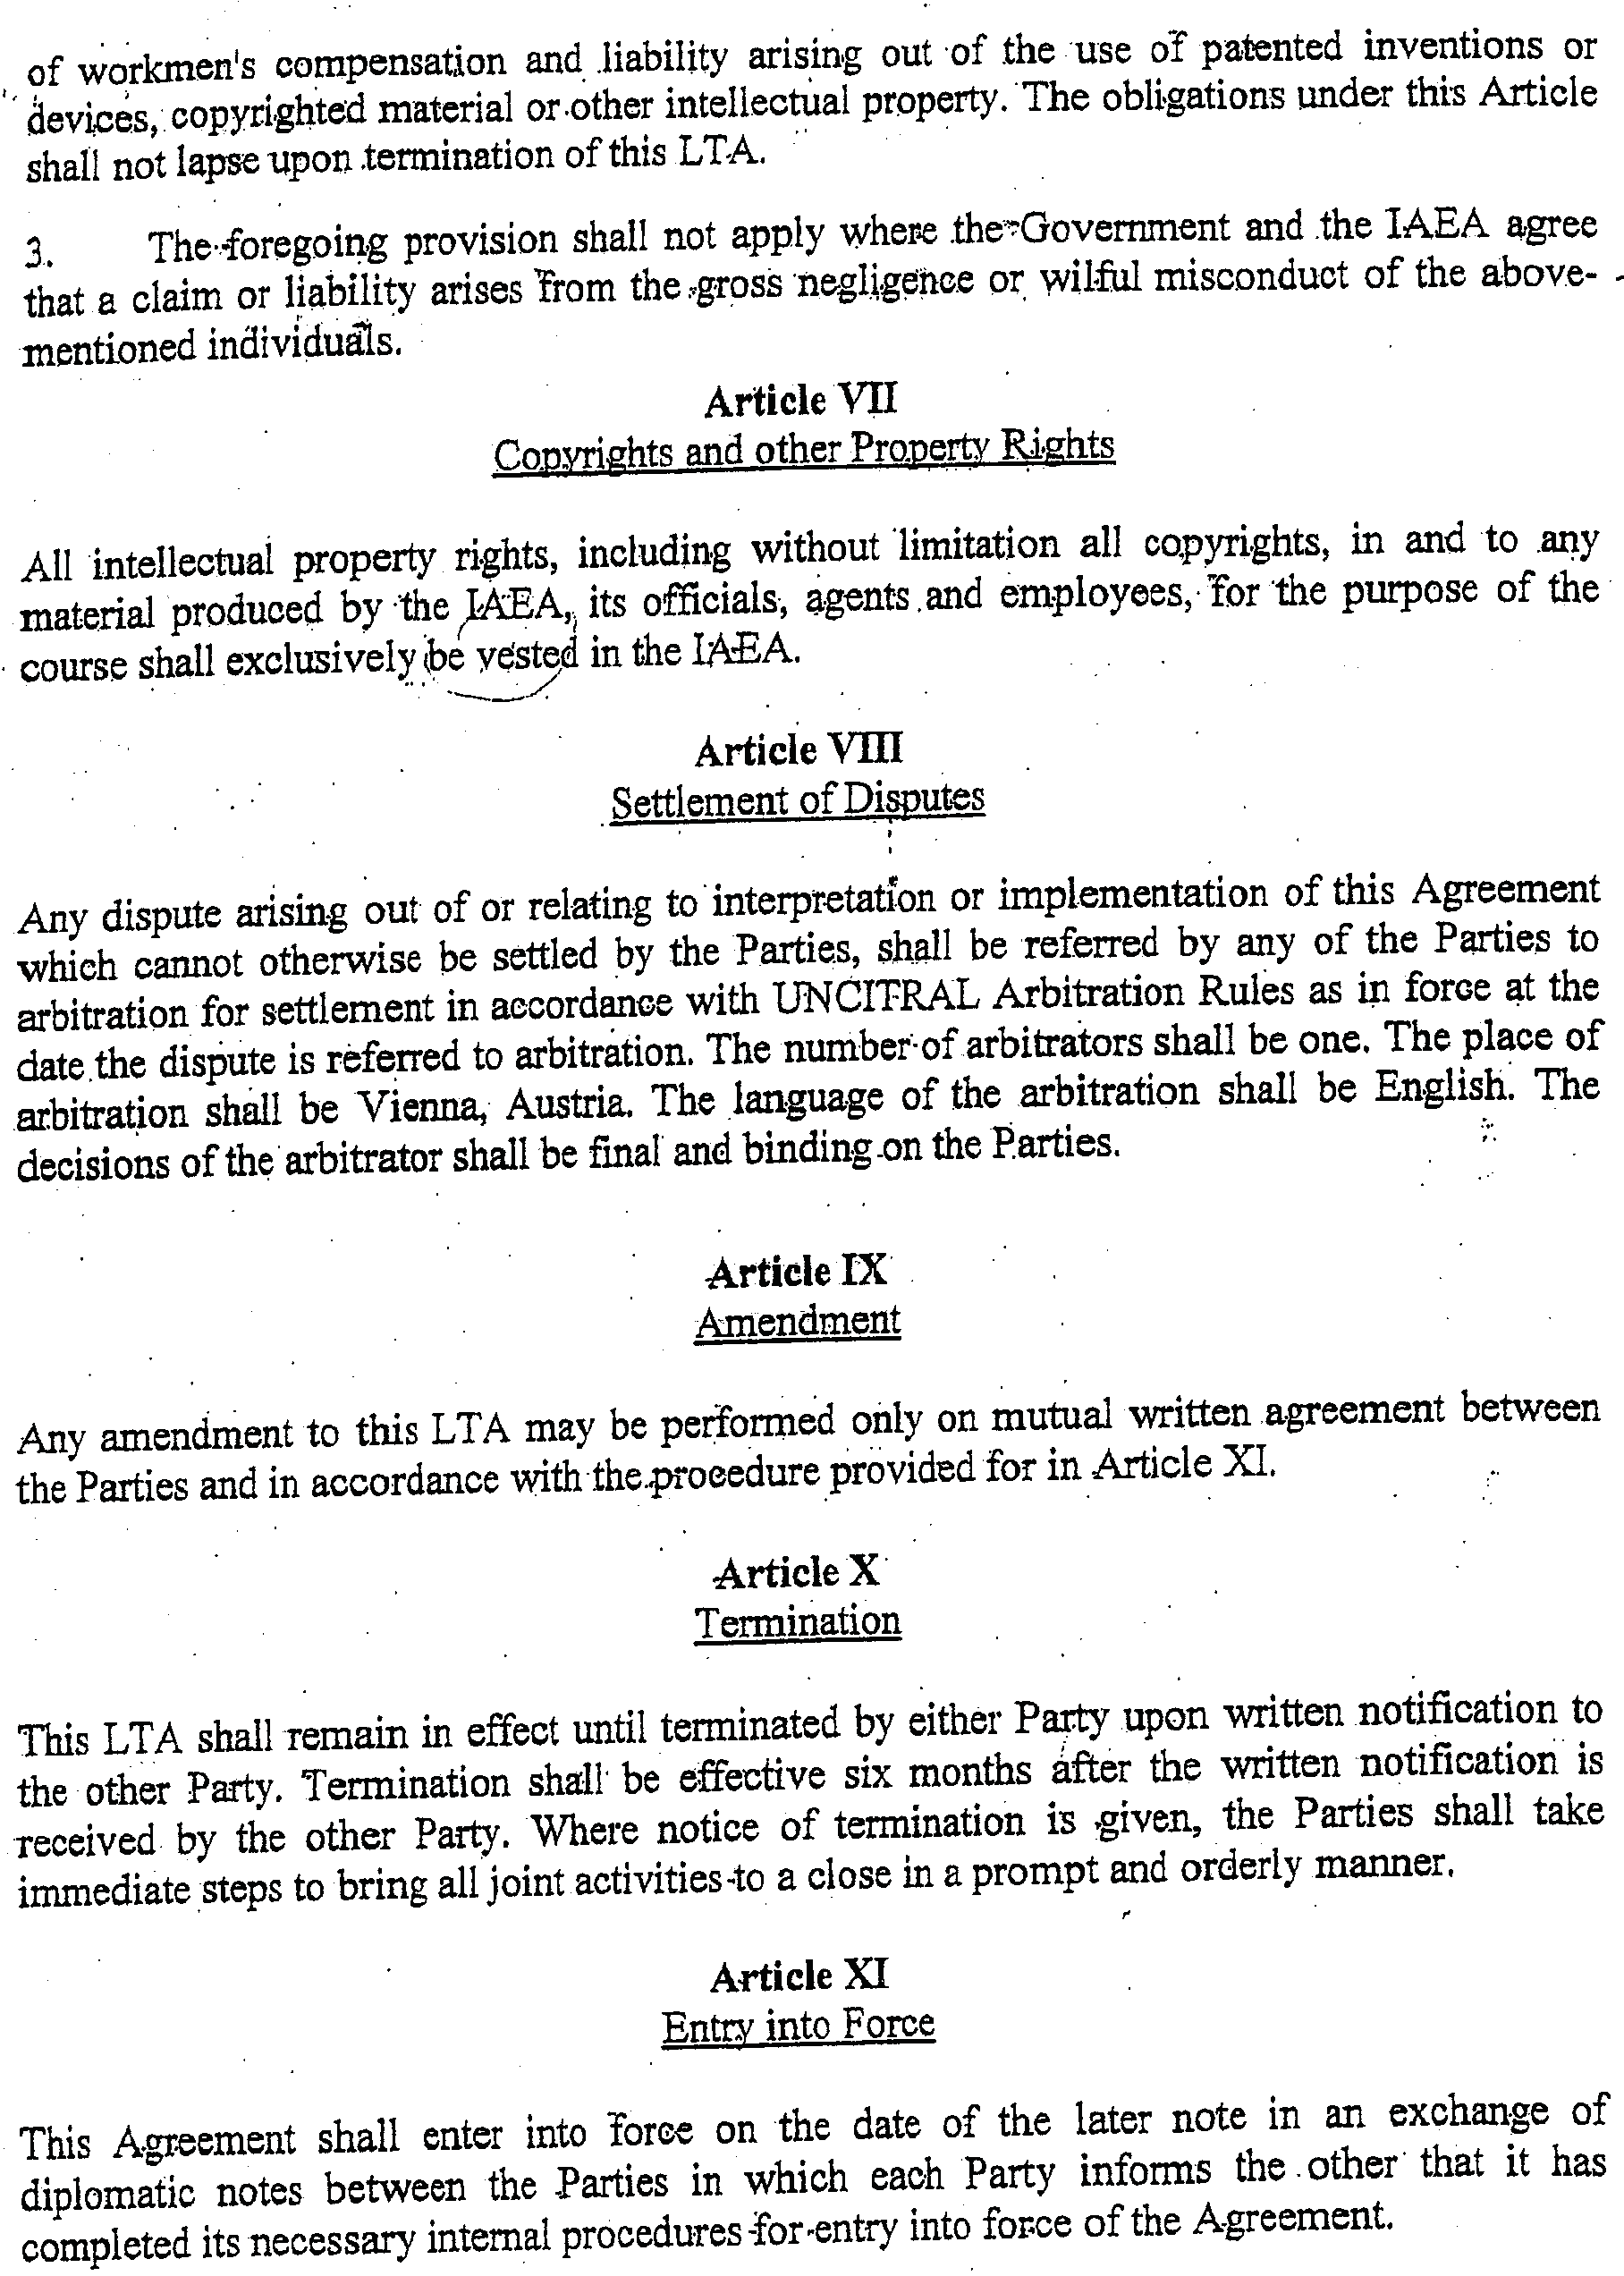 of workmen's compensation and liability arising out of the use of patented inventions or
devices, copyrighted material or other intellectual property. The obligations under this Article
shall not lapse upon termination of this LTA.
3. The foregoing provision shall not apply where the Government and the IAEA agree
that a claim or liability arises from the gross negligence or wilful misconduct of the above-
mentioned individuals.
Article VII
Copyrights and other Property Rights
All intellectual property rights, including without limitation all copyrights, in and to any
material produced by the IAEA, its officials, agents and employees, for the purpose of the
course shall exclusively be vested in the IAEA.
Article VIII
Settlement of Disputes
Any dispute arising out of or relating to interpretation or implementation of this Agreement
which cannot otherwise be settled by the Parties, shall be referred by any of the Parties to
arbitration for settlement in accordance with UNCITRAL Arbitration Rules as in force at the
date the dispute is referred to arbitration. The number of arbitrators shall be one. The place of
arbitration shall be Vienna, Austria. The language of the arbitration shall be English. The
decisions of the arbitrator shall be final and binding on the Parties.
Article IX
Amendment
Any amendment to this LTA may be performed only on mutual written agreement between
the Parties and in accordance with the procedure provided for in Article XI.
Article X
Termination
This LTA shall remain in effect until terminated by either Party upon written notification to
the other Party. Termination shall be effective six months after the written notification is
received by the other Party. Where notice of termination is given, the Parties shall take
immediate steps to bring all joint activities to a close in a prompt and orderly manner.
Article XI
Entry into Force
This Agreement shall enter into force on the date of the later note in an exchange of
diplomatic notes between the Parties in which each Party informs the other that it has
completed its necessary internal procedures for entry into force of the Agreement.